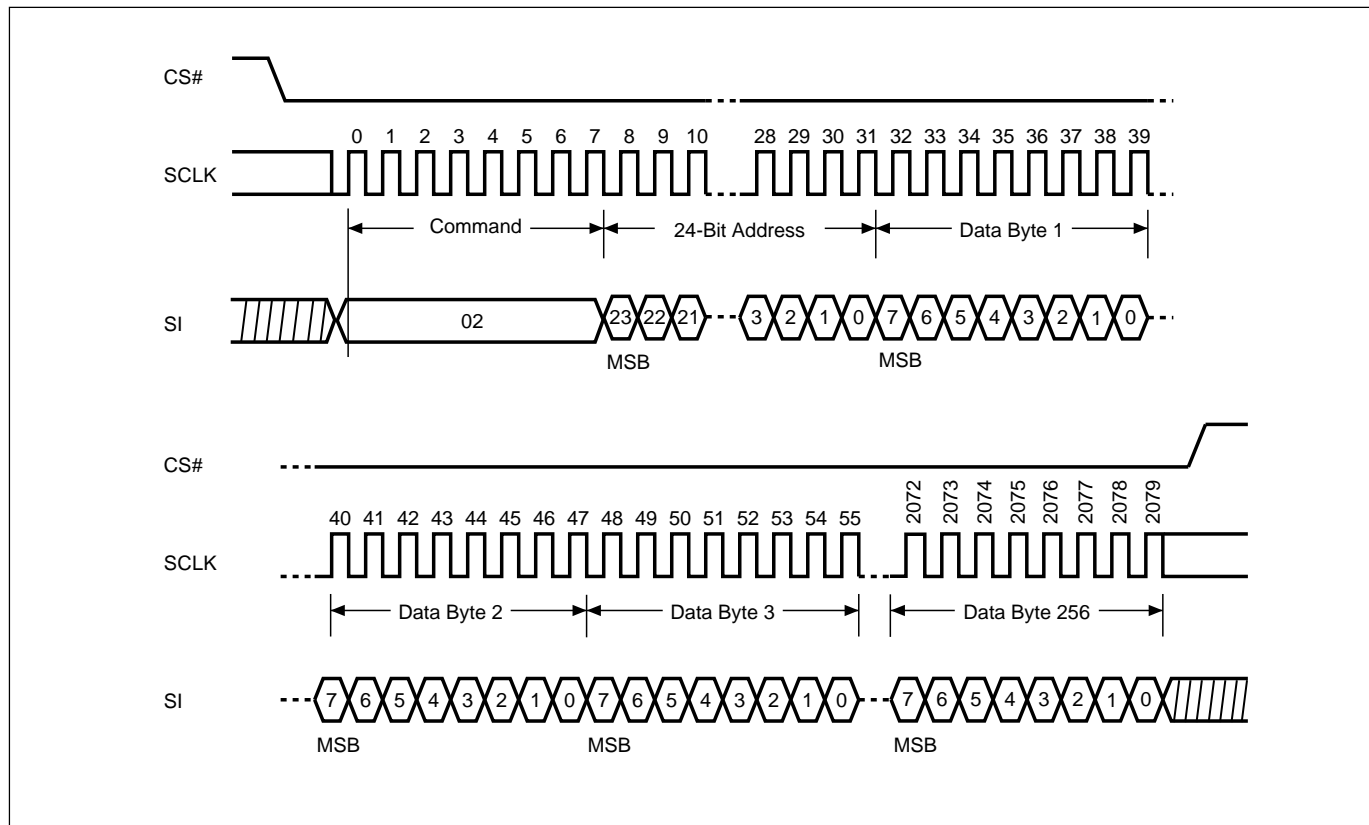 CS#
0 1 2 3 4 5 6 7 8 9 10 28 29 30 31 32 33 34 35 36 37 38 39
SCLK
Command 24-Bit Address Data Byte 1
SI 02 23 22 21 3 2 1 0 7 6 5 4 3 2 1 0
MSB MSB
CS#
40 41 42 43 44 45 46 47 48 49 50 51 52 53 54 55 2072 2073 2074 2075 2076 2077 2078 2079
SCLK
Data Byte 2 Data Byte 3 Data Byte 256
SI 7 6 5 4 3 2 1 0 7 6 5 4 3 2 1 0 7 6 5 4 3 2 1 0
MSB MSB MSB